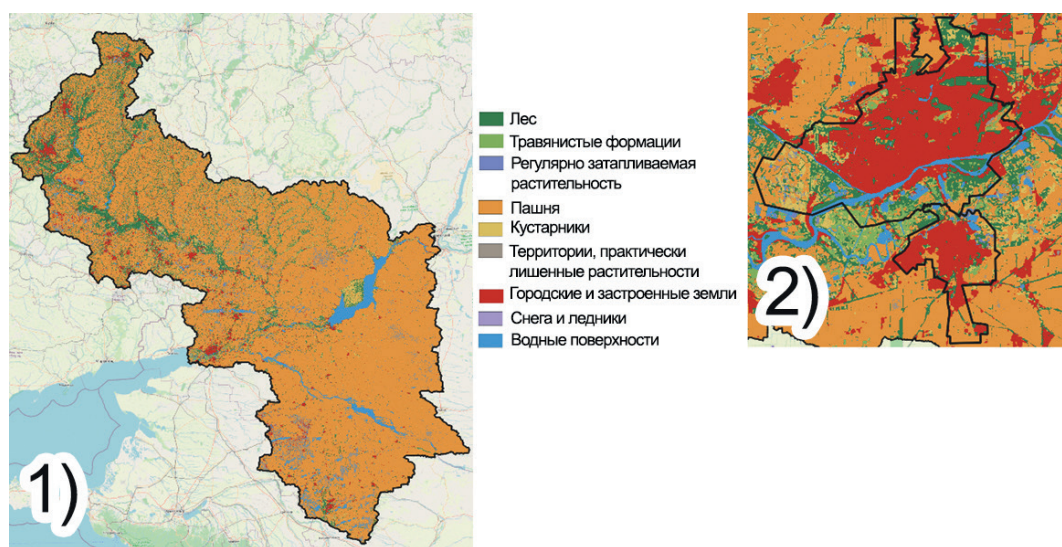 1)
Лес
Травянистые формации
Регулярно затапливаемая
растительность
Пашня
Кустарники
Территории, практически
лишенные растительности
Городские и застроенные земли
Снега и ледники
Водные поверхности
2)